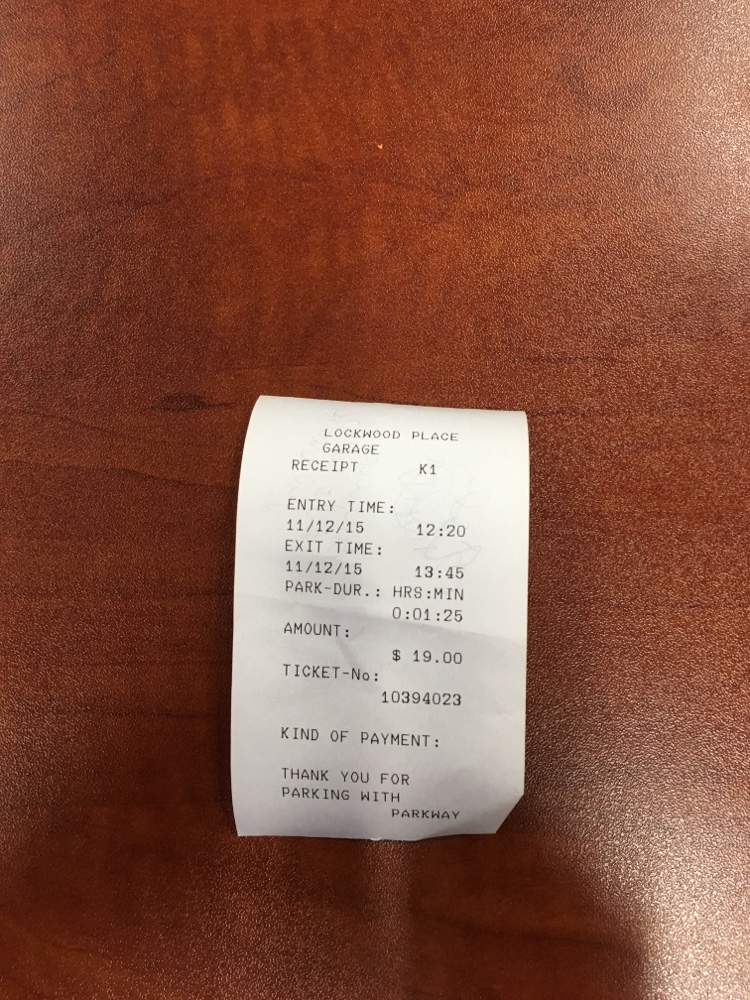 LOCKWOOD PLACE
GARAGE
RECEIPT K1
ENTRY TIME:
11/12/15 12:20
EXIT TIME:
11/12/15 13:45
PARK-DUR.: HRS:MIN
0:01:25
AMOUNT:
$ 19.00
TICKET-No:
10394023
KIND OF PAYMENT:
THANK YOU FOR
PARKING WITH
PARKWAY